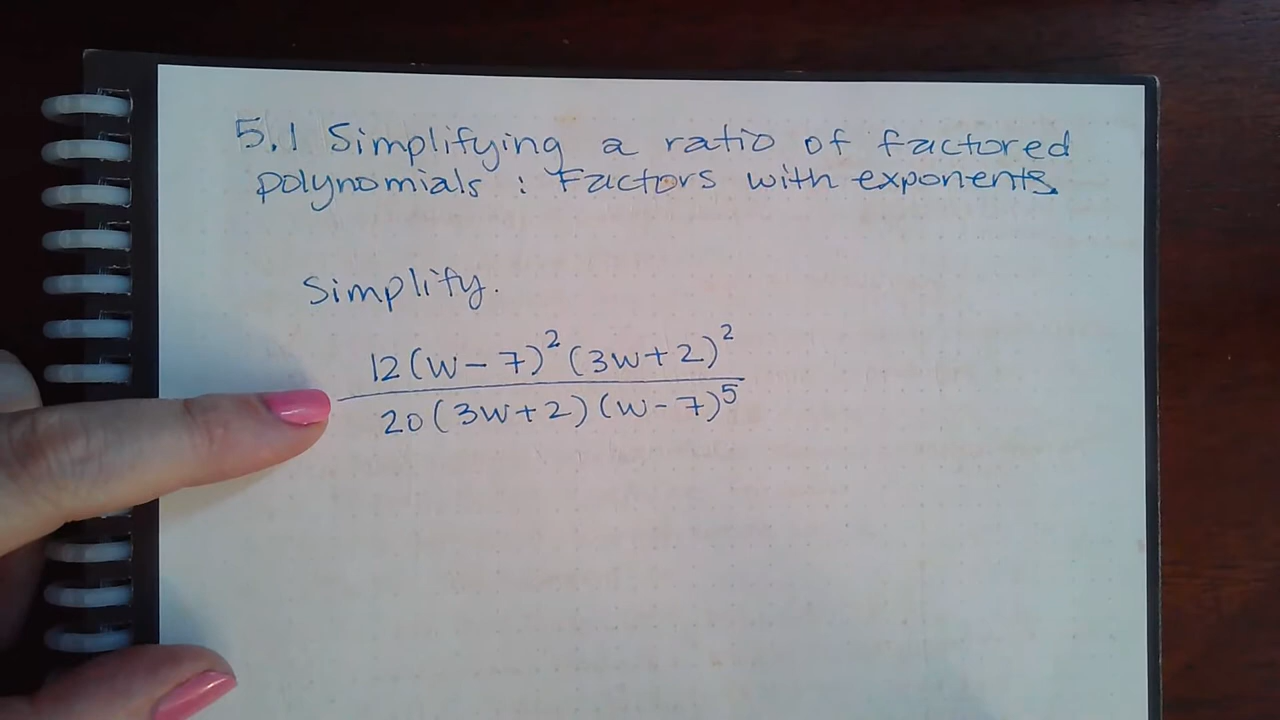 5.1 Simplifying a ratio of factored
polynomials : Factors with exponents
Simplify.
12(w-7)²(3w+2)²
20(3w+2)(w-7)⁵